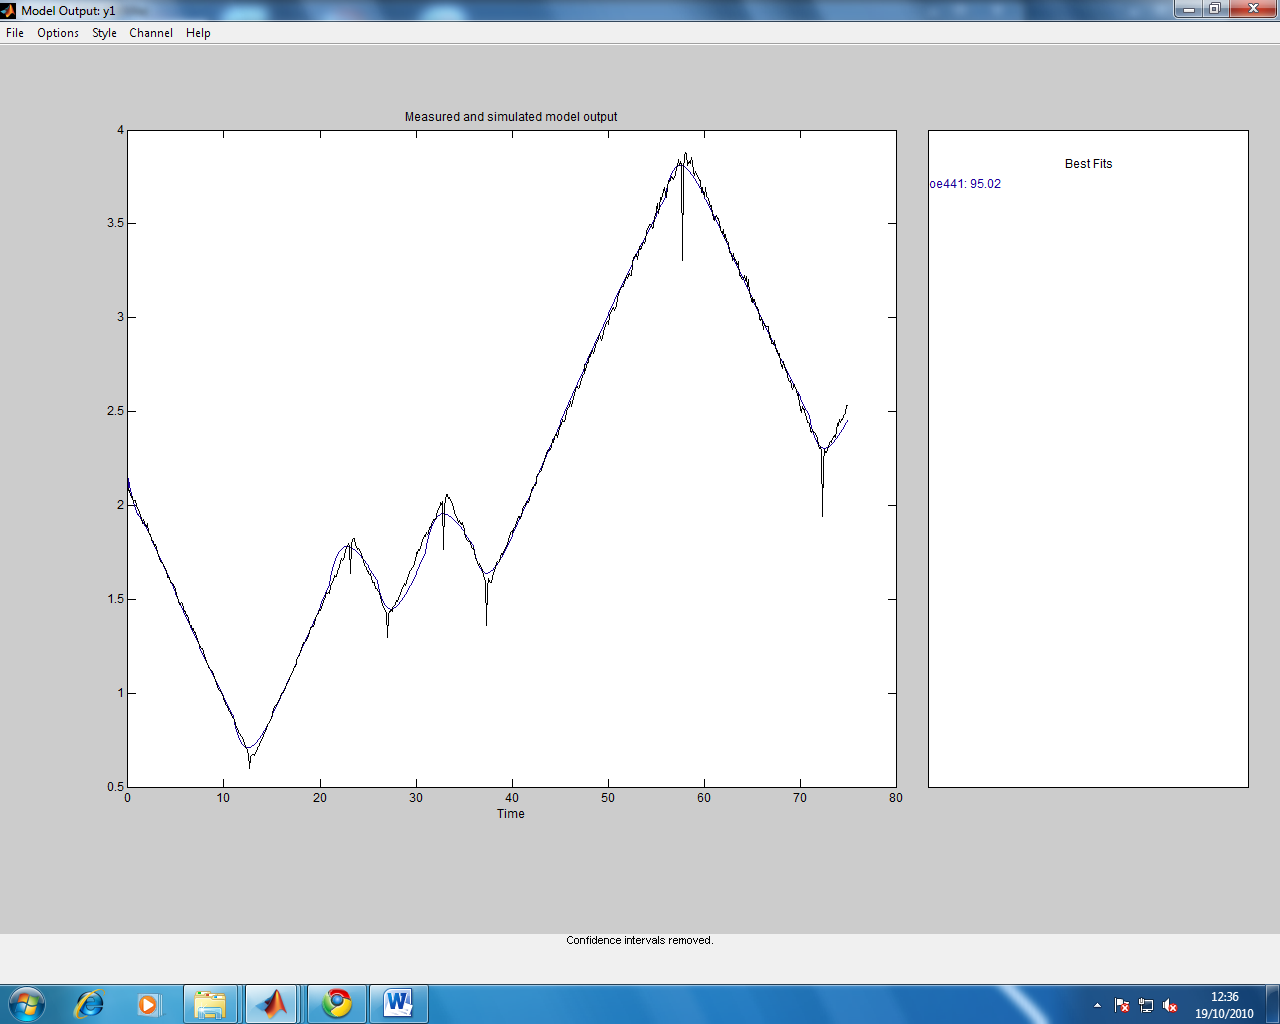 Model Output: y1
File Options Style Channel Help
Measured and simulated model output
4
3.5
3
2.5
2
1.5
1
0.5
0 10 20 30 40 50 60 70 80
Time
Best Fits
oe441: 95.02
Confidence intervals removed.
12:36
19/10/2010